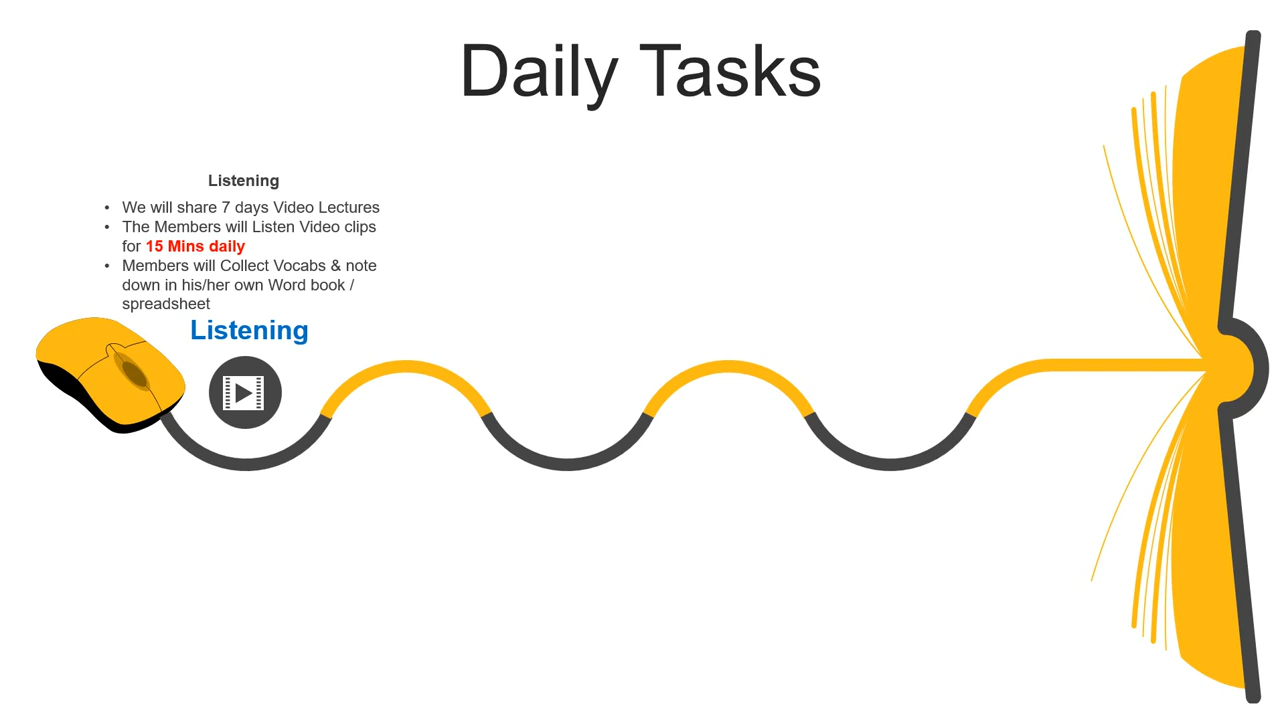 Daily Tasks
Listening
• We will share 7 days Video Lectures
• The Members will Listen Video clips
for 15 Mins daily
• Members will Collect Vocabs & note
down in his/her own Word book /
spreadsheet
Listening